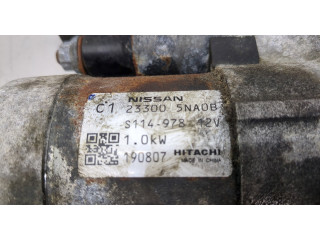 NISSAN
C1 23300 5NA0B
S114-978 12V
1.0kW
190807 HITACHI
MADE IN CHINA